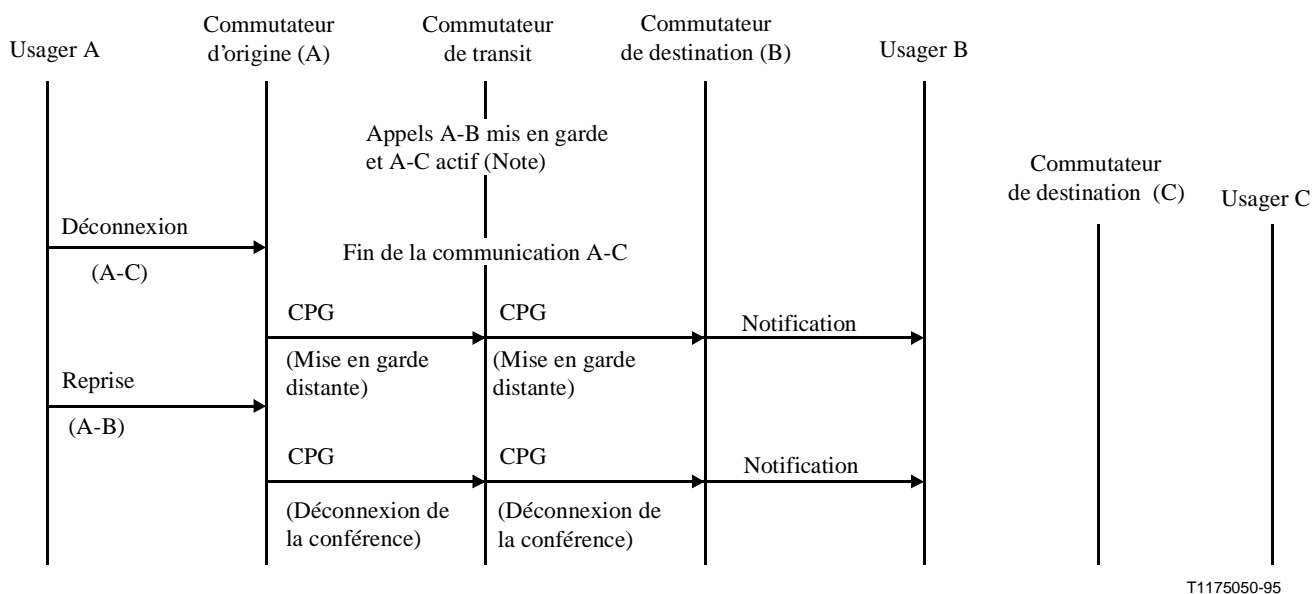 Usager A
Commutateur
d'origine (A)
Commutateur
de transit
Commutateur
de destination (B)
Usager B
Appels A-B mis en garde
et A-C actif (Note)
Commutateur
de destination (C)
Usager C
Déconnexion
(A-C)
Fin de la communication A-C
CPG
CPG
Notification
(Mise en garde
distante)
(Mise en garde
distante)
Reprise
(A-B)
CPG
CPG
Notification
(Déconnexion de
la conférence)
(Déconnexion de
la conférence)
T1175050-95